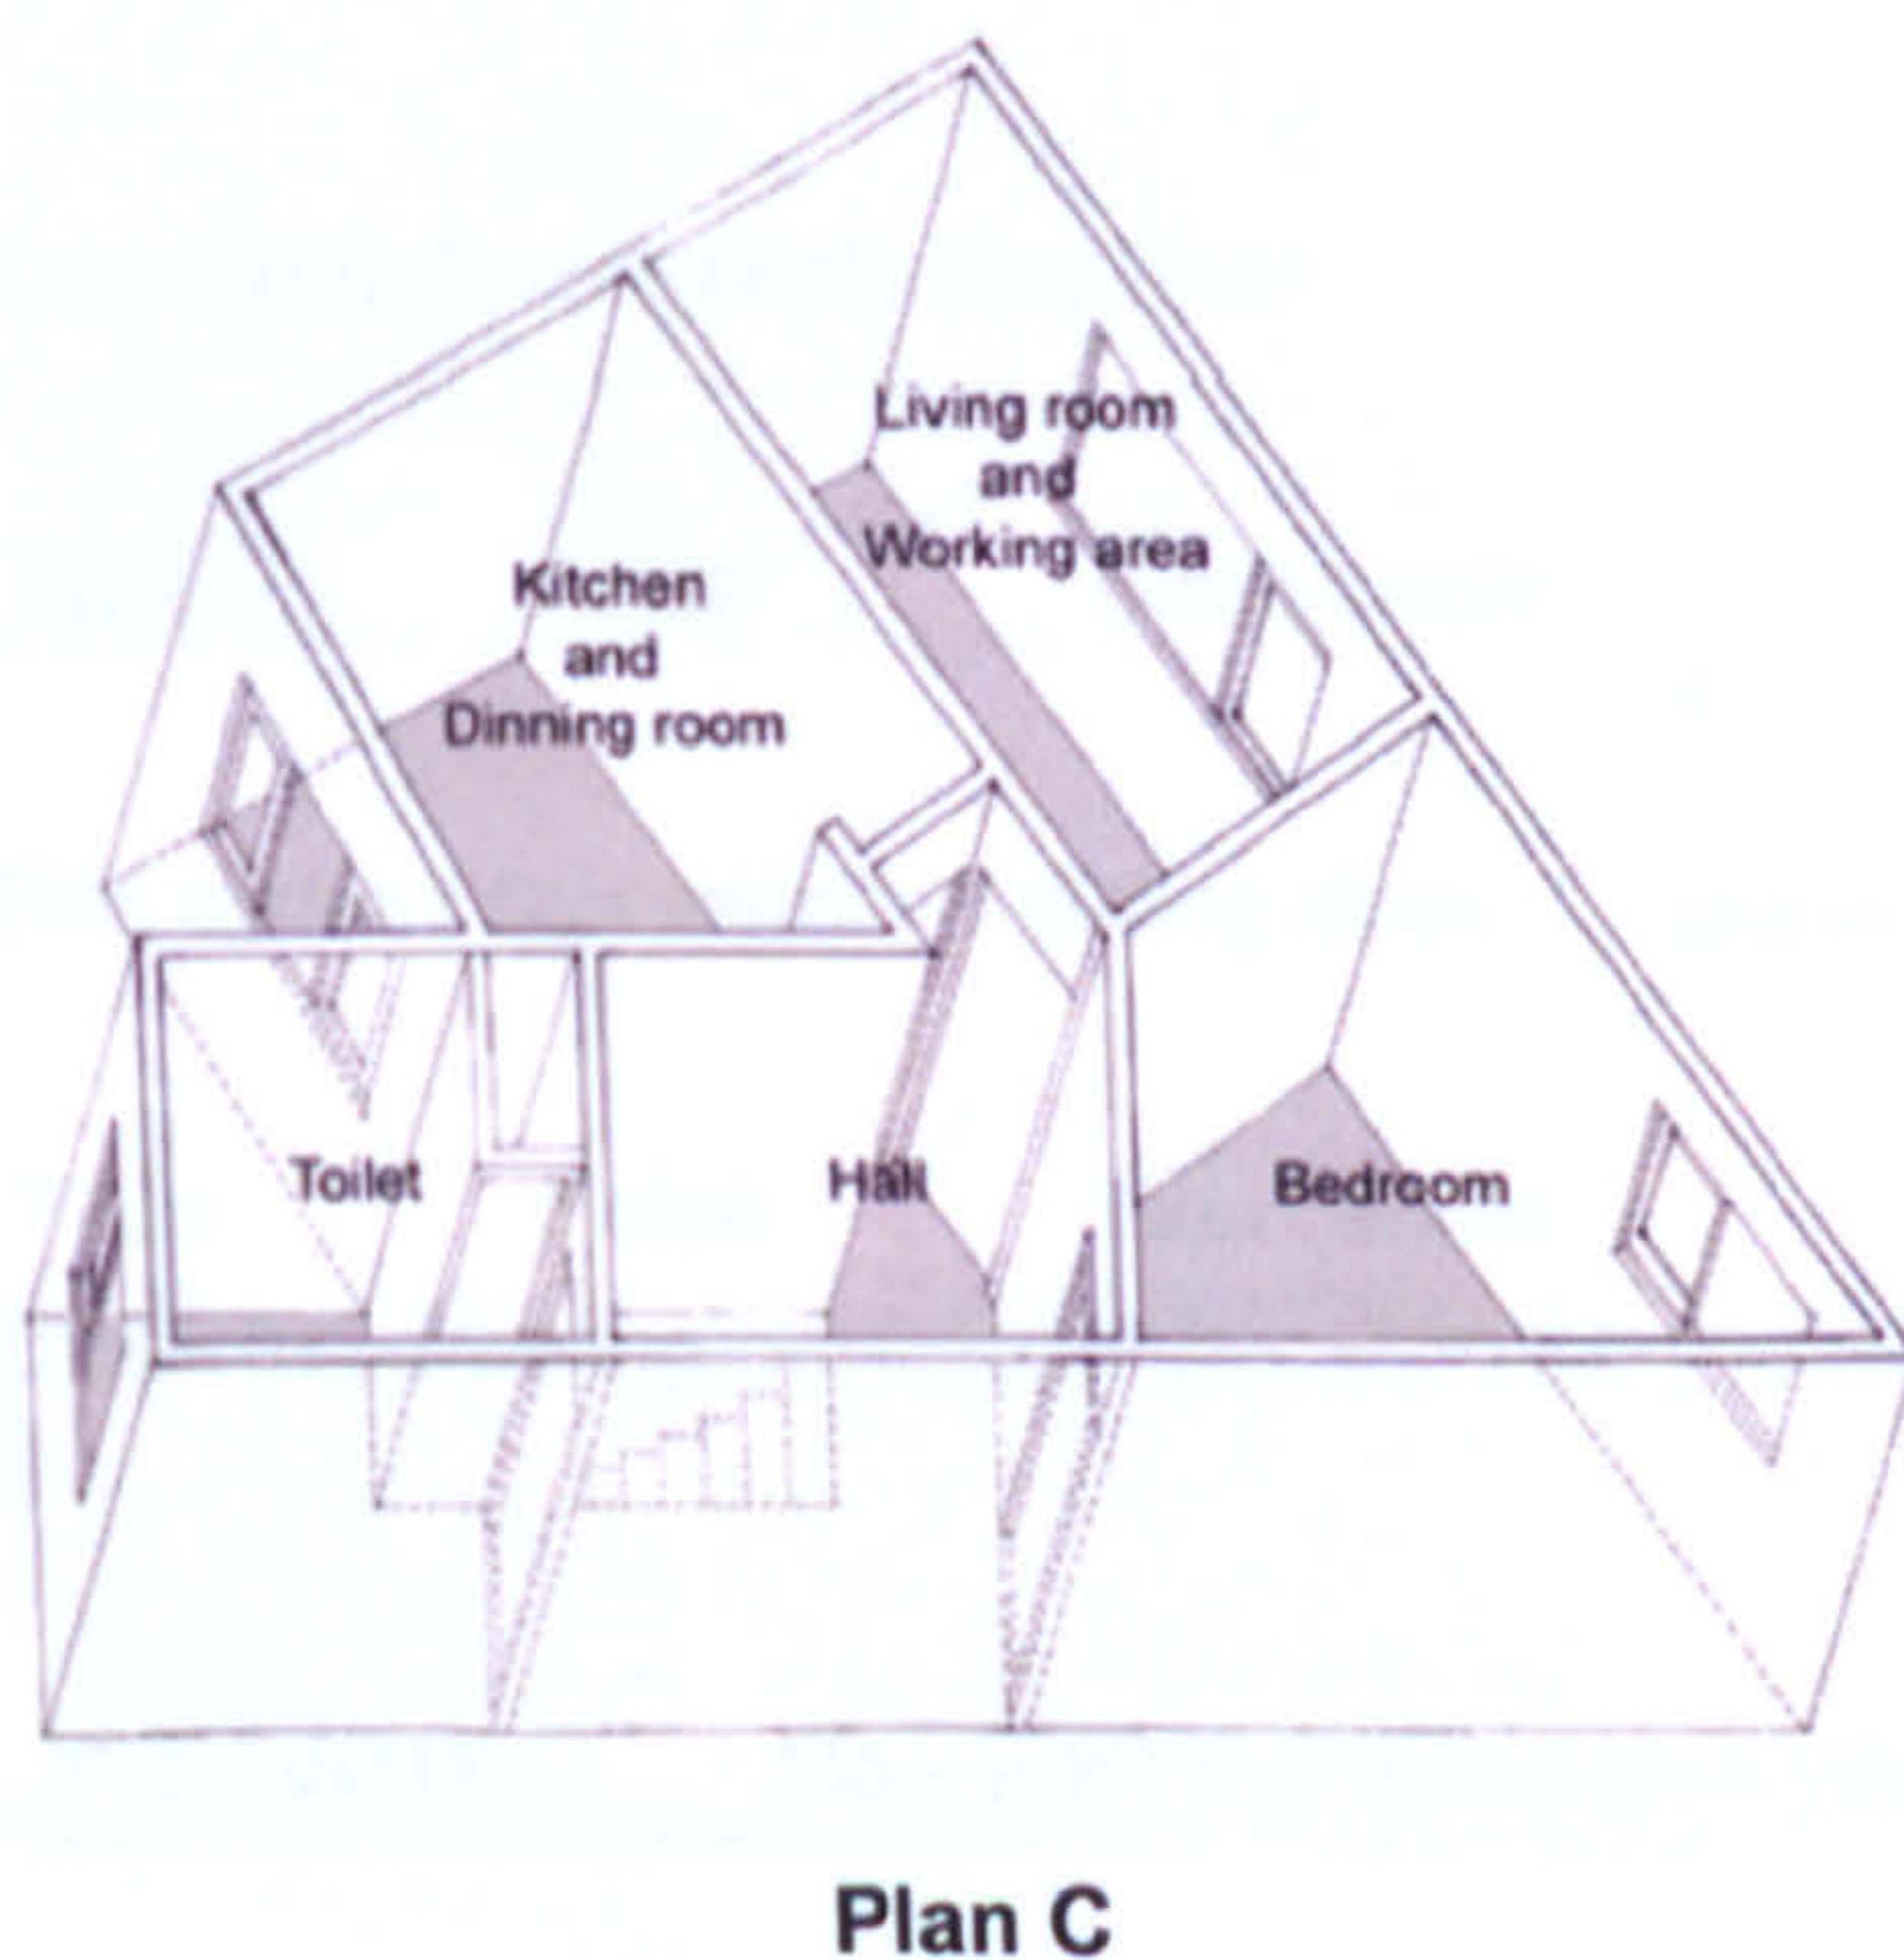 Living room
and
Working area
Kitchen
and
Dinning room
Toilet
Hall
Bedroom
Plan C